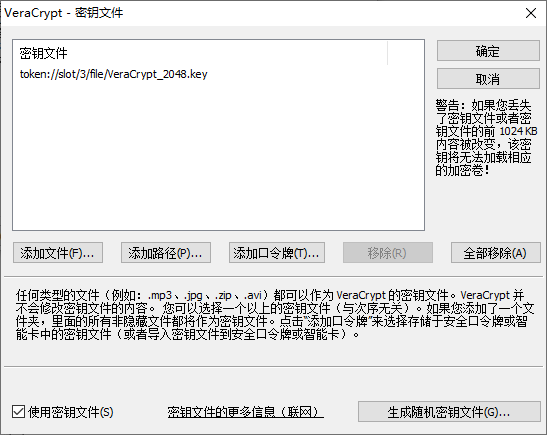 VeraCrypt - 密钥文件
密钥文件
token://slot/3/file/VeraCrypt_2048.key
确定
取消
警告：如果您丢失
了密钥文件或者密
钥文件的前 1024 KB
内容被改变，该密
钥将无法加载相应
的加密卷！
添加文件(F)...
添加路径(P)...
添加口令牌(T)...
移除(R)
全部移除(A)
任何类型的文件（例如：.mp3、.jpg、.zip、.avi）都可以作为 VeraCrypt 的密钥文件。VeraCrypt 并
不会修改密钥文件的内容。 您可以选择一个以上的密钥文件（与次序无关）。如果您添加了一个文
件夹，里面的所有非隐藏文件都将作为密钥文件。点击“添加口令牌”来选择存储于安全口令牌或智
能卡中的密钥文件（或者导入密钥文件到安全口令牌或智能卡）。
使用密钥文件(S)
密钥文件的更多信息（联网）
生成随机密钥文件(G)...